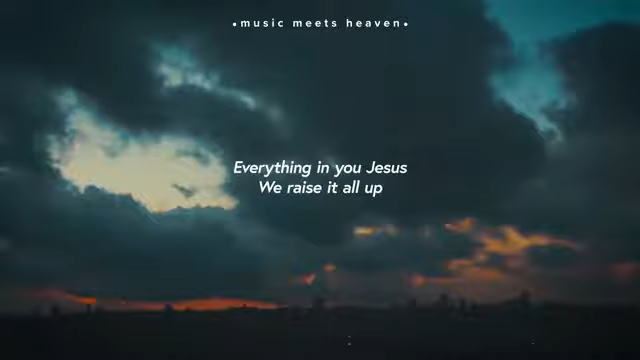 •music meets heaven•
Everything in you Jesus
We raise it all up